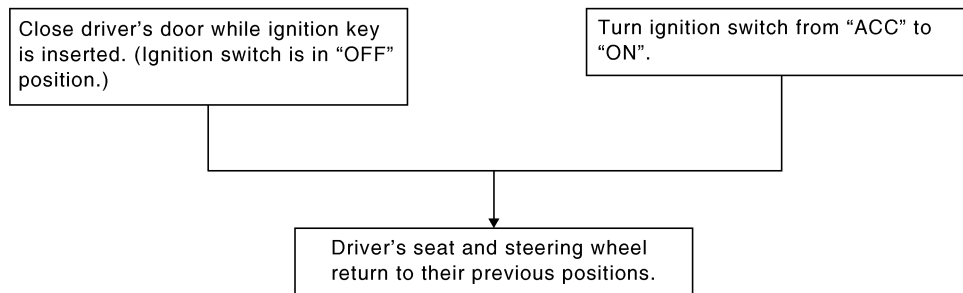 Close driver's door while ignition key
is inserted. (Ignition switch is in “OFF”
position.)
Turn ignition switch from “ACC” to
“ON”.
Driver's seat and steering wheel
return to their previous positions.